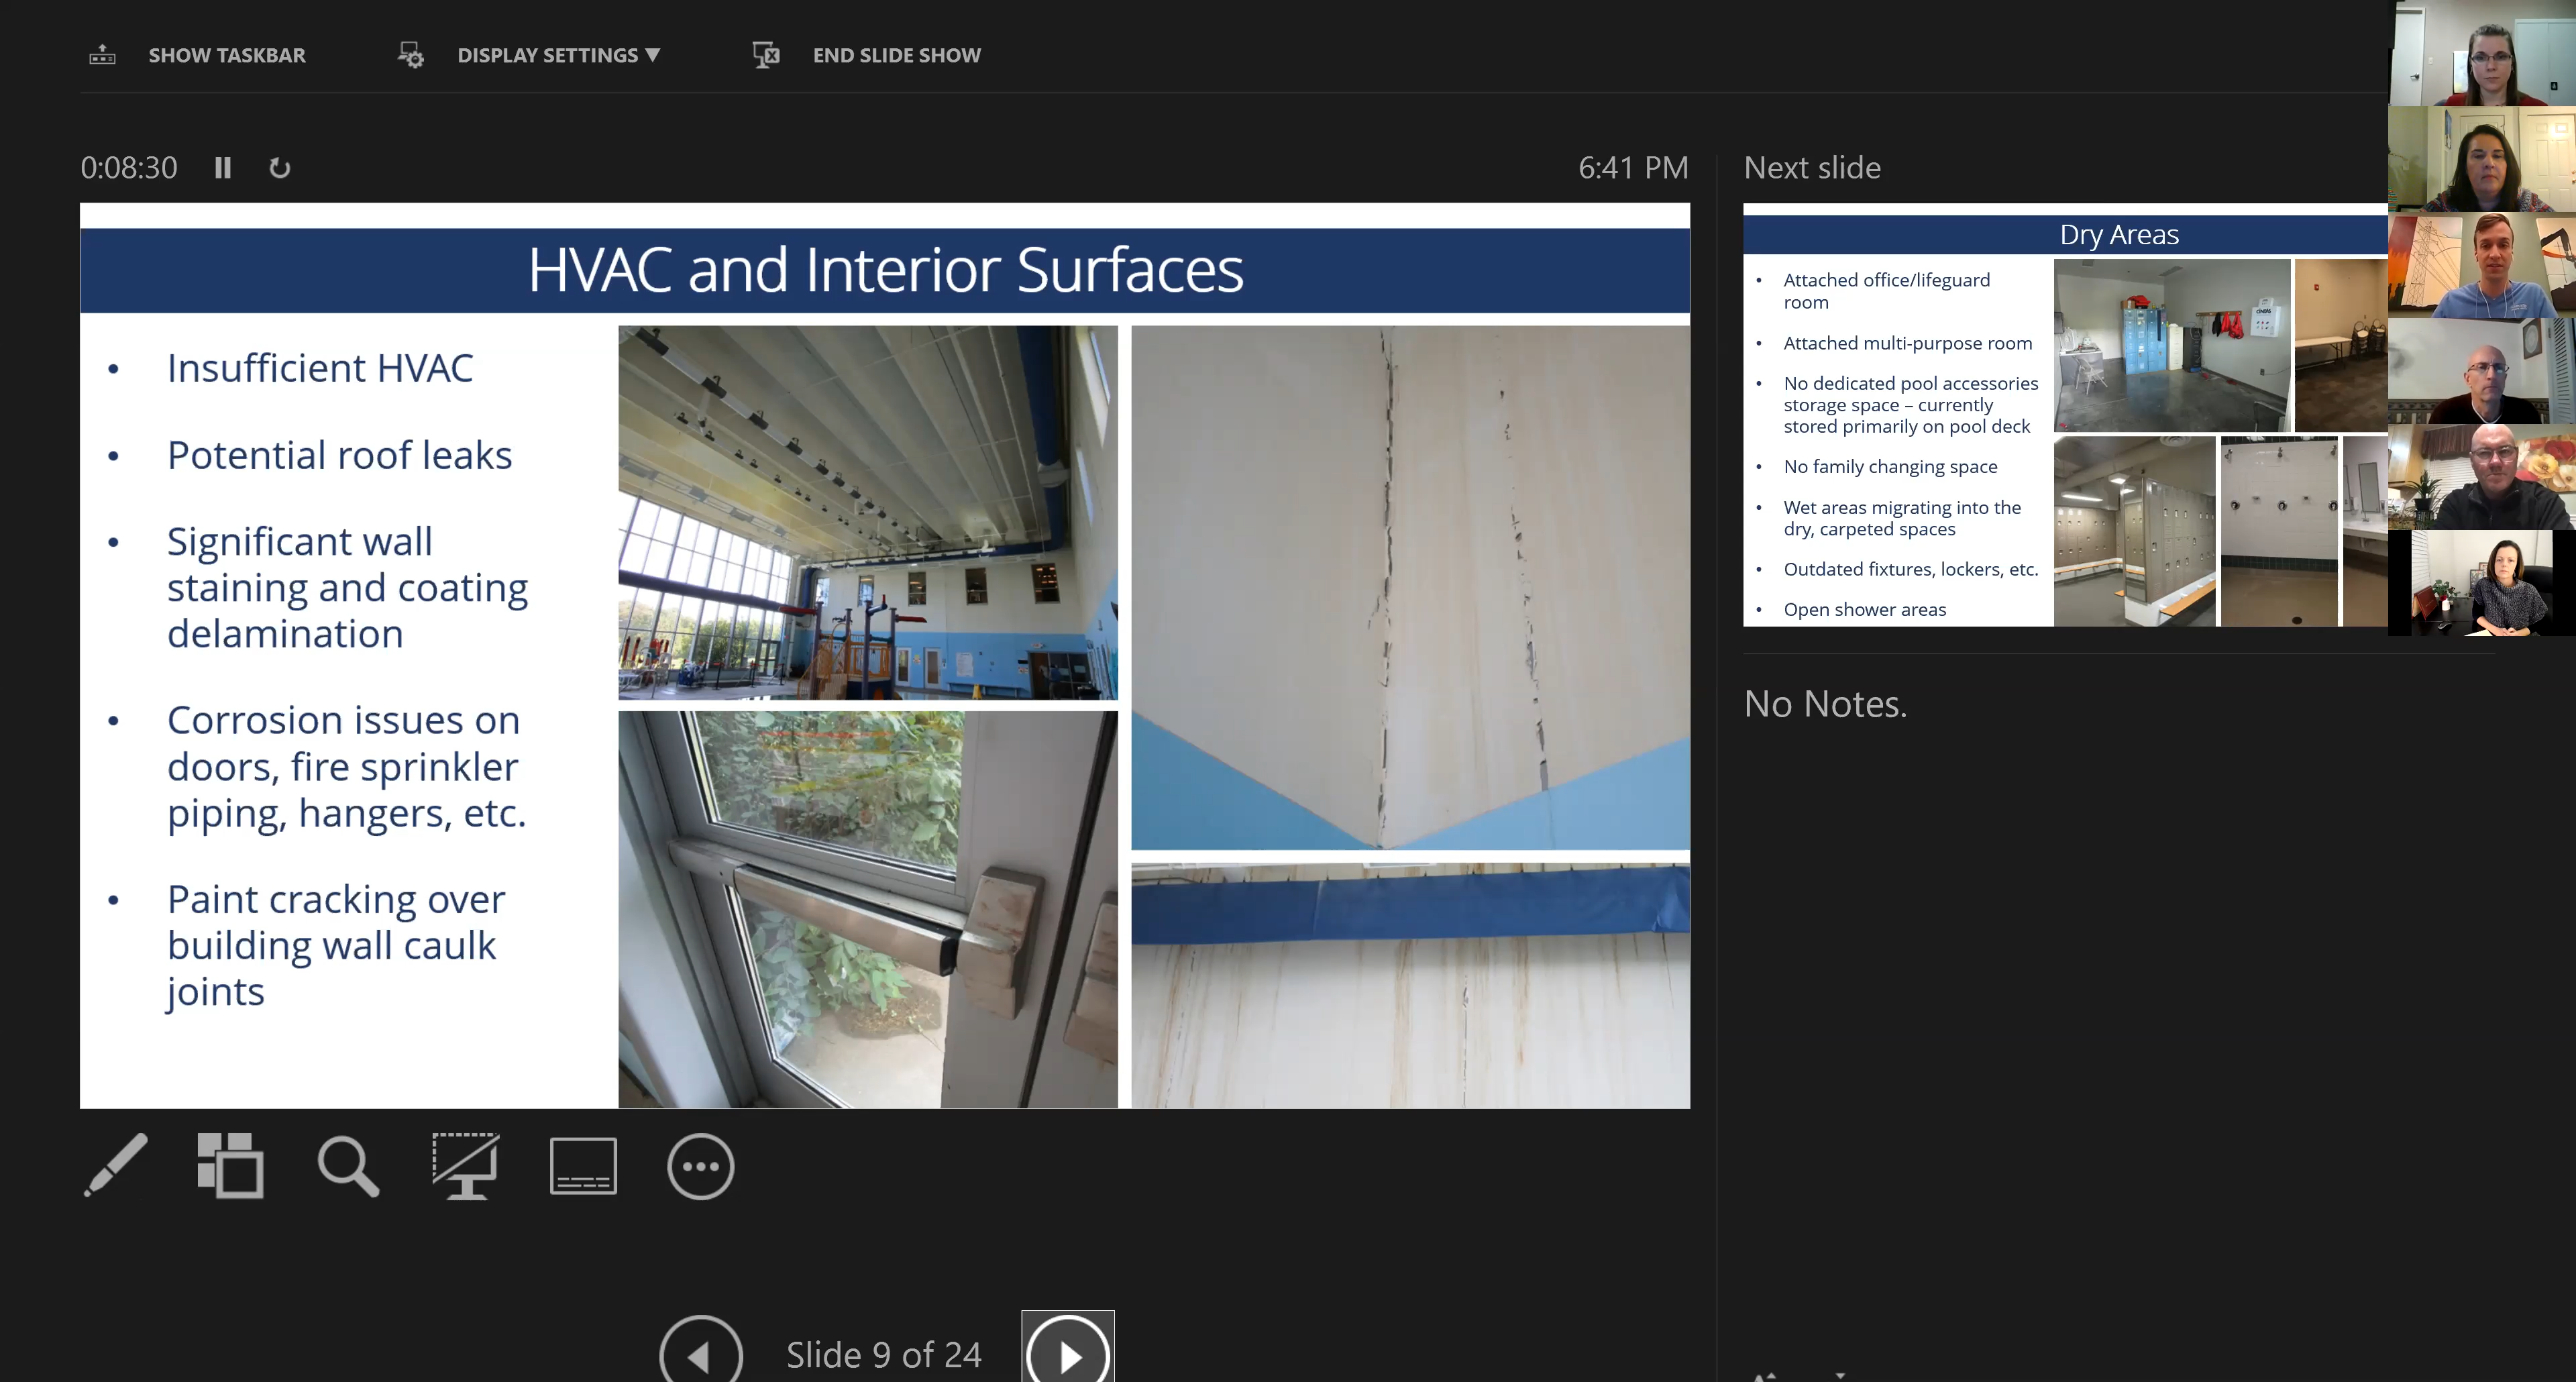 SHOW TASKBAR
DISPLAY SETTINGS ▼
END SLIDE SHOW
0:08:30
6:41 PM
Next slide
HVAC and Interior Surfaces
• Insufficient HVAC
• Potential roof leaks
• Significant wall
staining and coating
delamination
• Corrosion issues on
doors, fire sprinkler
piping, hangers, etc.
• Paint cracking over
building wall caulk
joints
Dry Areas
• Attached office/lifeguard
room
• Attached multi-purpose room
• No dedicated pool accessories
storage space – currently
stored primarily on pool deck
• No family changing space
• Wet areas migrating into the
dry, carpeted spaces
• Outdated fixtures, lockers, etc.
• Open shower areas
No Notes.
Slide 9 of 24